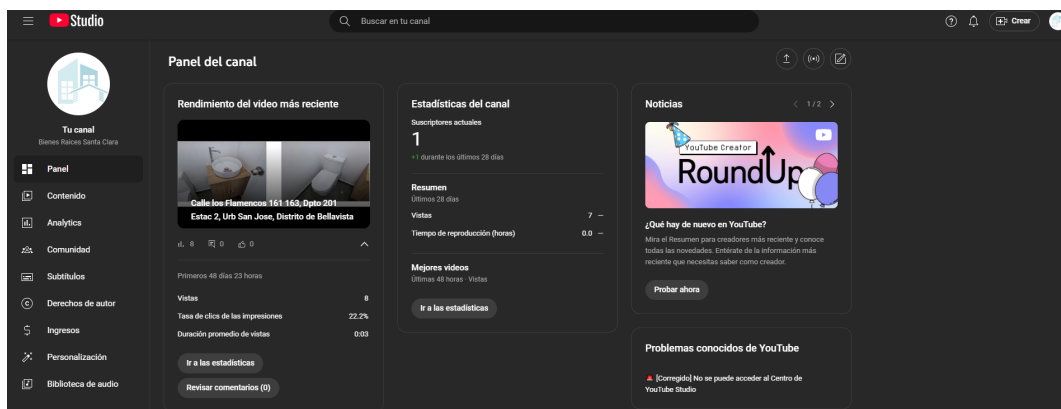 Studio
Buscar en tu canal
Crear
Tu canal
Bienes Raices Santa Clara
Panel
Contenido
Analytics
Comunidad
Subtítulos
Derechos de autor
Ingresos
Personalización
Biblioteca de audio
Panel del canal
Rendimiento del video más reciente
Calle los Flamencos 161 163, Dpto 201
Estac 2, Urb San Jose, Distrito de Bellavista
8 0 0
Primeros 48 días 23 horas
Vistas 8
Tasa de clics de las impresiones 22.2%
Duración promedio de vistas 0:03
Ir a las estadísticas
Revisar comentarios (0)
Estadísticas del canal
Suscriptores actuales
1
+1 durante los últimos 28 días
Resumen
Últimos 28 días
Vistas 7 —
Tiempo de reproducción (horas) 0.0 —
Mejores videos
Últimas 48 horas · Vistas
Ir a las estadísticas
Noticias 1 / 2
YouTube Creator
RoundUp
¿Qué hay de nuevo en YouTube?
Mira el Resumen para creadores más reciente y conoce
todas las novedades. Entérate de la información más
reciente que necesitas saber como creador.
Probar ahora
Problemas conocidos de YouTube
[Corregido] No se puede acceder al Centro de
YouTube Studio